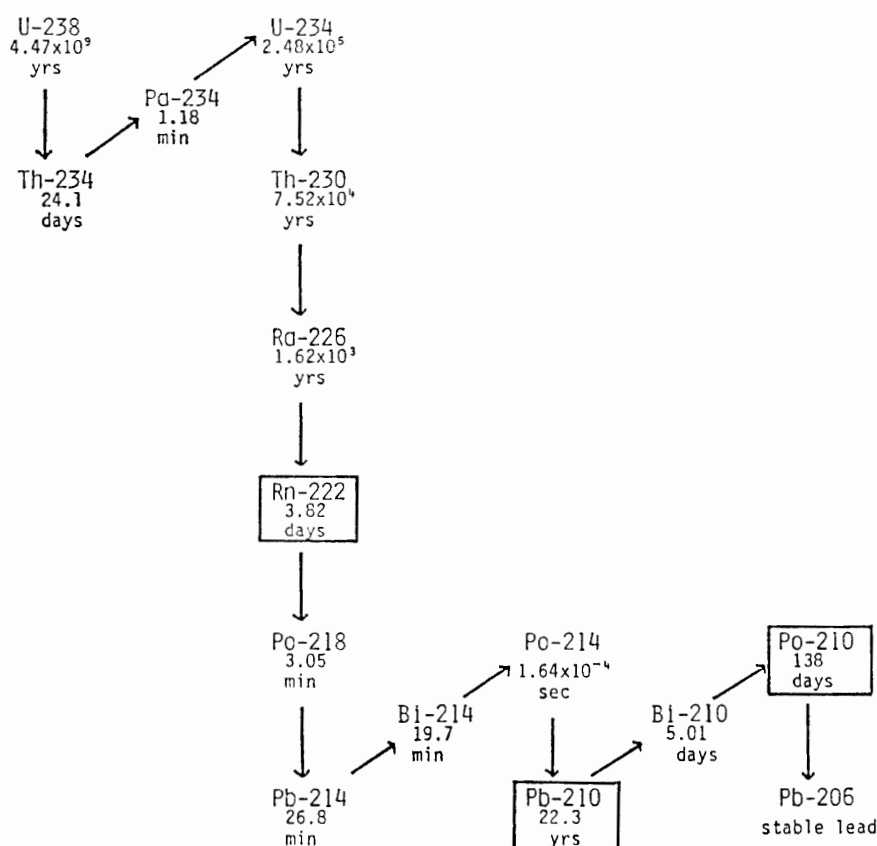 U-238
4.47x10⁹
yrs
U-234
2.48x10⁵
yrs
Pa-234
1.18
min
Th-234
24.1
days
Th-230
7.52x10⁴
yrs
Ra-226
1.62x10³
yrs
Rn-222
3.82
days
Po-218
3.05
min
Po-214
1.64x10⁻⁴
sec
Po-210
138
days
Bi-214
19.7
min
Bi-210
5.01
days
Pb-214
26.8
min
Pb-210
22.3
yrs
Pb-206
stable lead